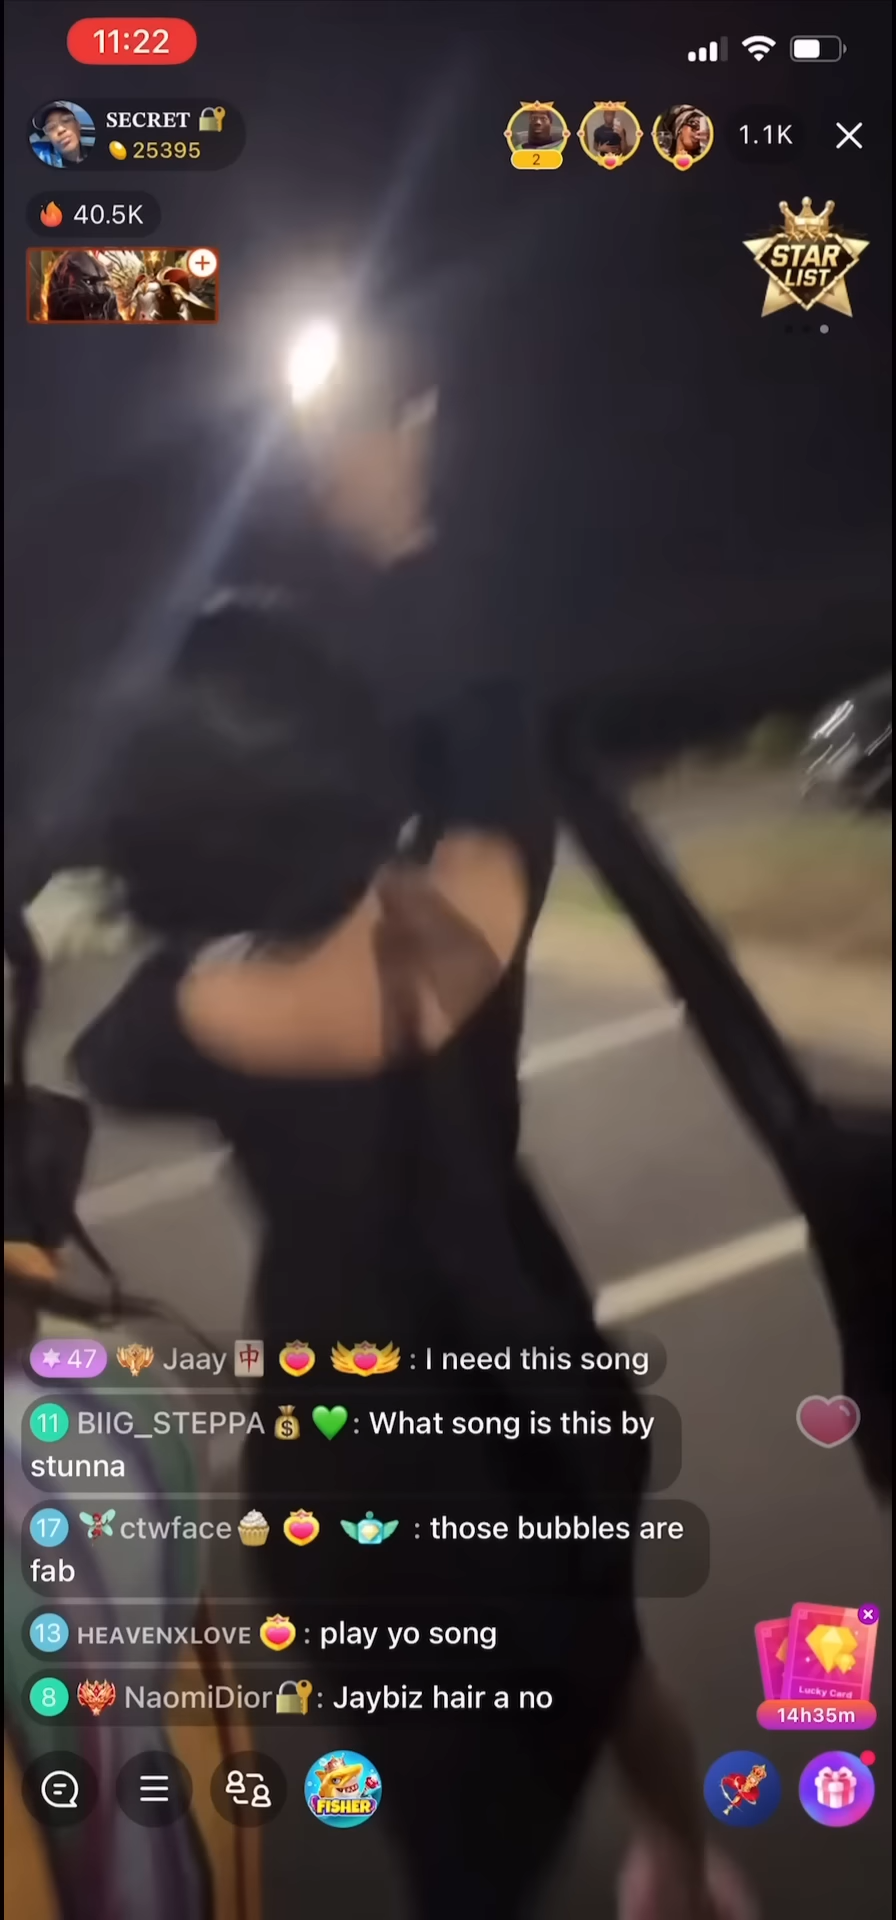 11:22
SECRET 🔐
25395
2
1.1K
40.5K
STAR
LIST
47 Jaay🀄 : I need this song
11 BIIG_STEPPA💰💚: What song is this by
stunna
17 ctwface🧁 : those bubbles are
fab
13 HEAVENXLOVE : play yo song
8 NaomiDior🔐: Jaybiz hair a no
Lucky Card
14h35m
FISHER